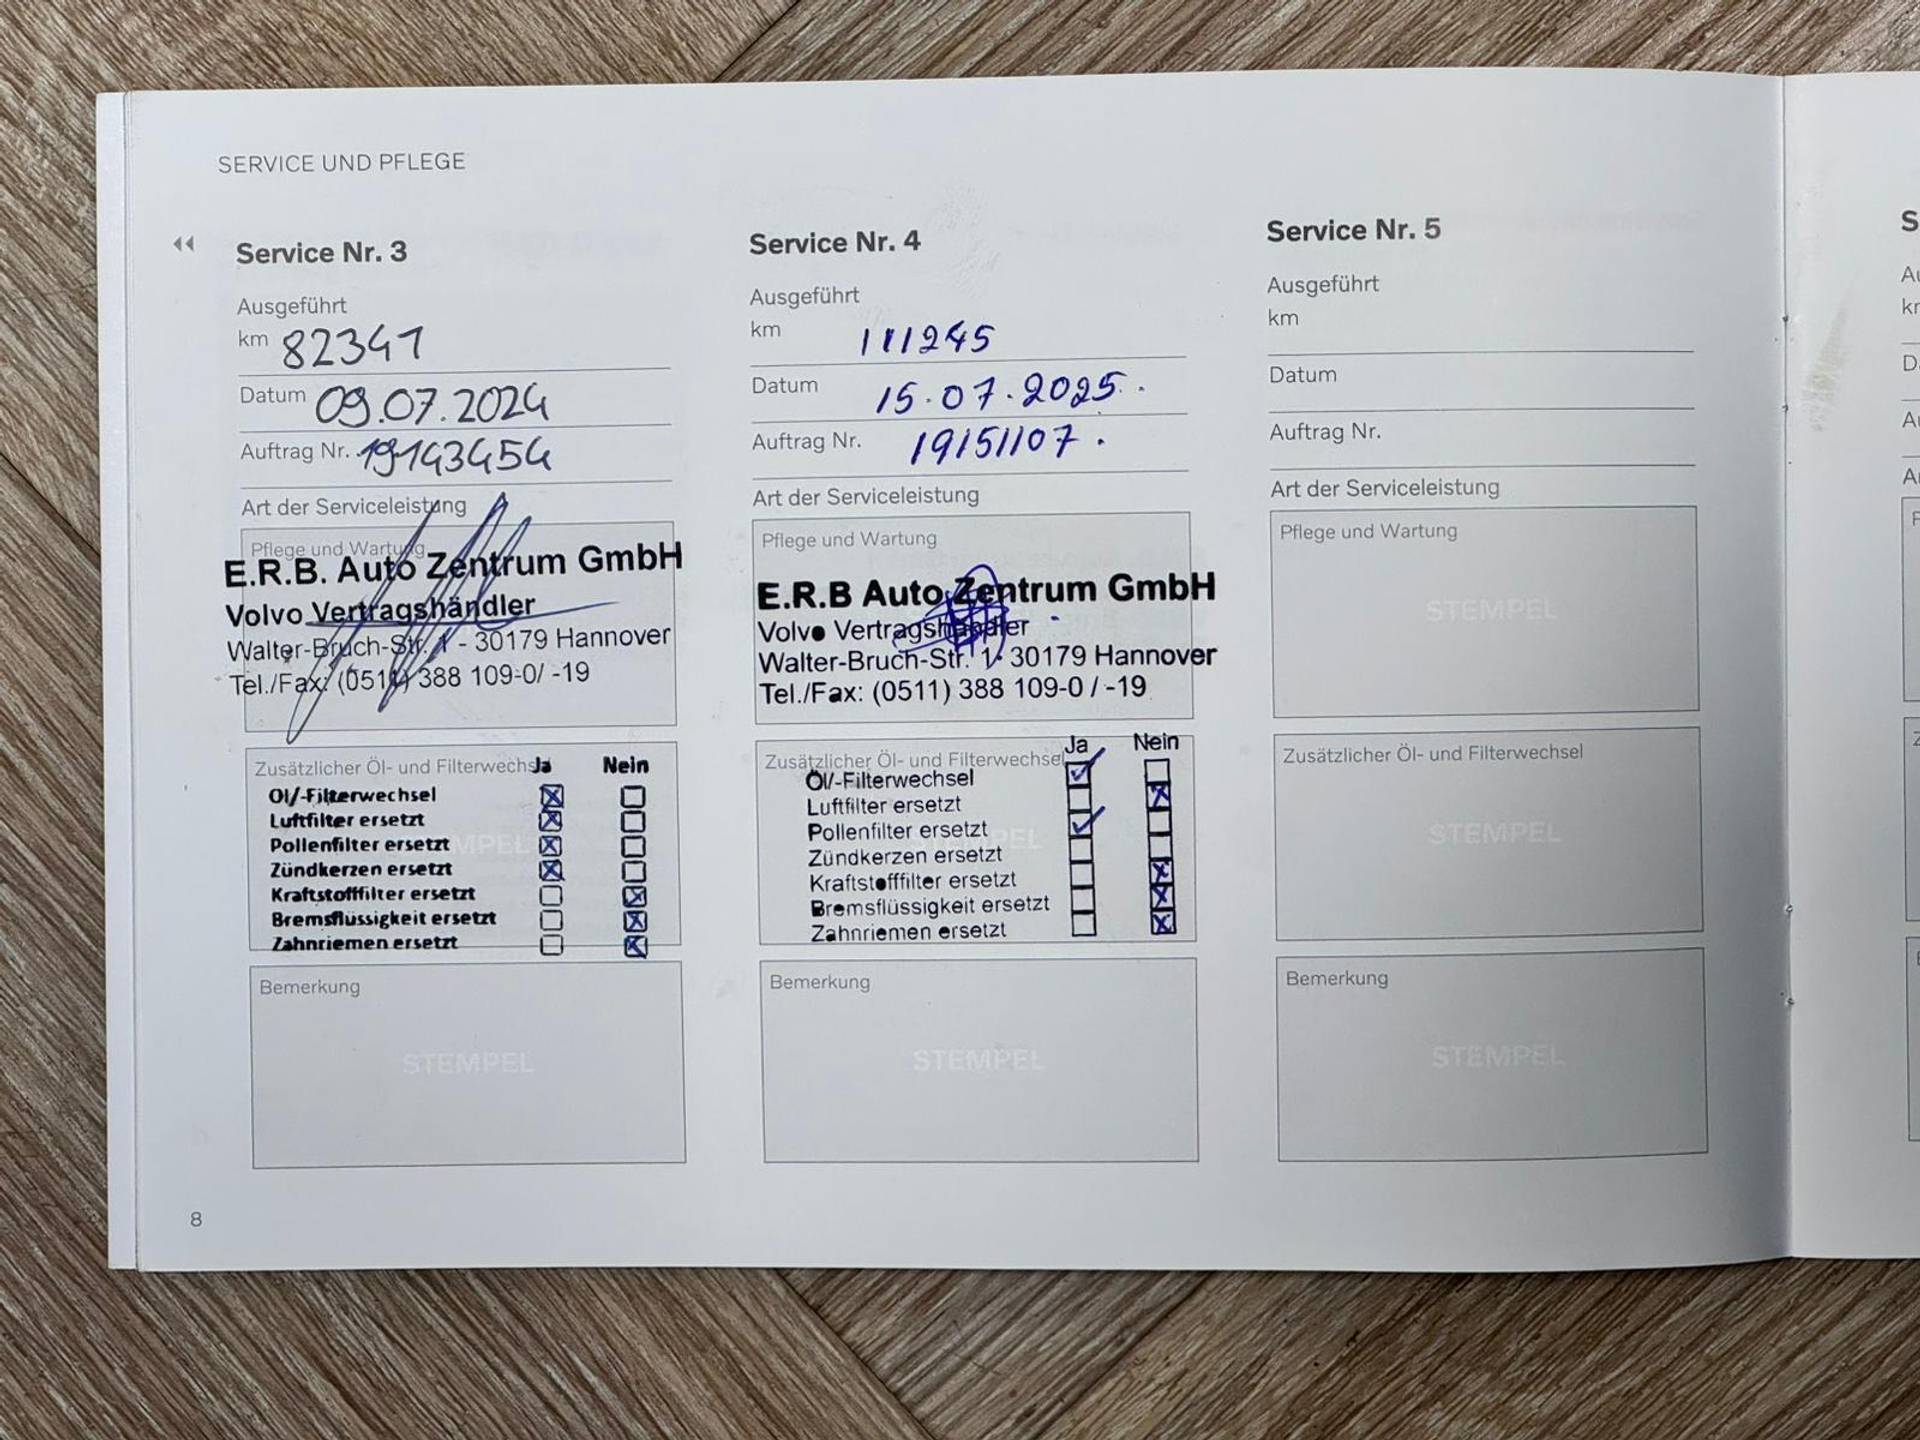 SERVICE UND PFLEGE
Service Nr. 3
Ausgeführt
km 82341
Datum 09.07.2024
Auftrag Nr. 19143454
Art der Serviceleistung
Pflege und Wartung
E.R.B. Auto Zentrum GmbH
Volvo Vertragshändler
Walter-Bruch-Str. 1 - 30179 Hannover
Tel./Fax: (0511) 388 109-0/ -19
Zusätzlicher Öl- und Filterwechsel
Ja Nein
Öl/-Filterwechsel
Luftfilter ersetzt
Pollenfilter ersetzt
Zündkerzen ersetzt
Kraftstofffilter ersetzt
Bremsflüssigkeit ersetzt
Zahnriemen ersetzt
Bemerkung
STEMPEL
8
Service Nr. 4
Ausgeführt
km 111245
Datum 15.07.2025.
Auftrag Nr. 19151107.
Art der Serviceleistung
Pflege und Wartung
E.R.B Auto Zentrum GmbH
Volvo Vertragshändler
Walter-Bruch-Str. 1· 30179 Hannover
Tel./Fax: (0511) 388 109-0 / -19
Zusätzlicher Öl- und Filterwechsel
Ja Nein
Öl/-Filterwechsel
Luftfilter ersetzt
Pollenfilter ersetzt
Zündkerzen ersetzt
Kraftstofffilter ersetzt
Bremsflüssigkeit ersetzt
Zahnriemen ersetzt
Bemerkung
STEMPEL
Service Nr. 5
Ausgeführt
km
Datum
Auftrag Nr.
Art der Serviceleistung
Pflege und Wartung
STEMPEL
Zusätzlicher Öl- und Filterwechsel
STEMPEL
Bemerkung
STEMPEL